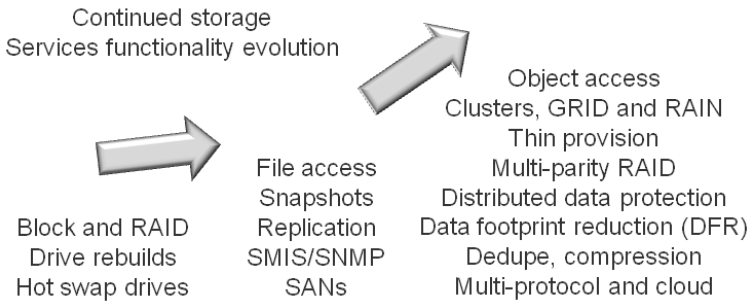 Continued storage
Services functionality evolution
Block and RAID
Drive rebuilds
Hot swap drives
File access
Snapshots
Replication
SMIS/SNMP
SANs
Object access
Clusters, GRID and RAIN
Thin provision
Multi-parity RAID
Distributed data protection
Data footprint reduction (DFR)
Dedupe, compression
Multi-protocol and cloud